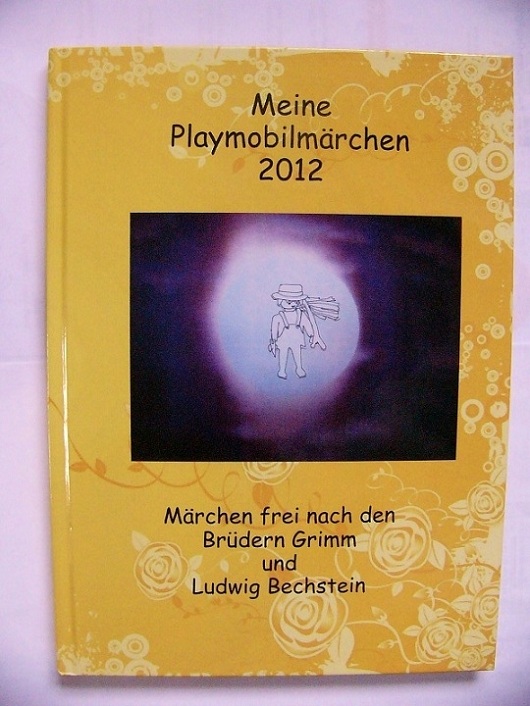 Meine
Playmobilmärchen
2012
Märchen frei nach den
Brüdern Grimm
und
Ludwig Bechstein